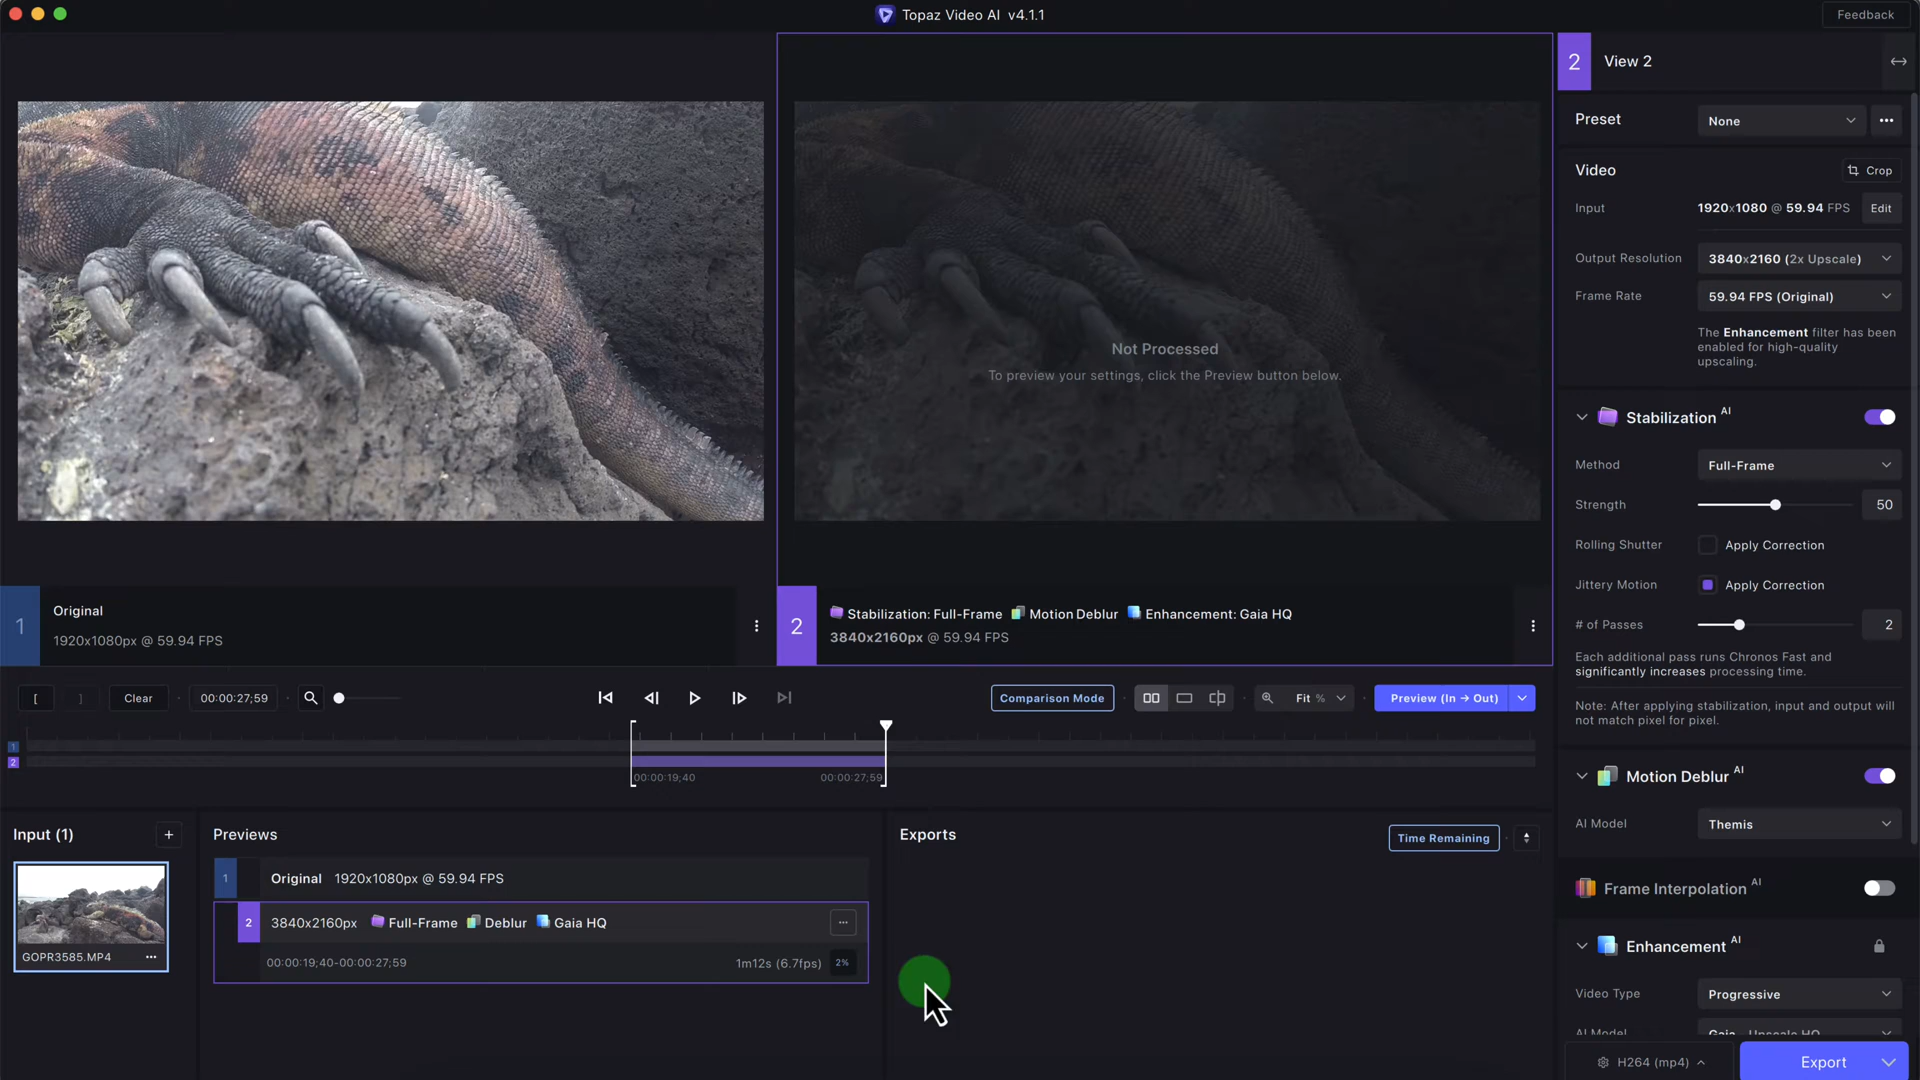 Topaz Video AI v4.1.1
Feedback
2 View 2
Preset None
Video Crop
Input 1920x1080 @ 59.94 FPS Edit
Output Resolution 3840x2160 (2x Upscale)
Frame Rate 59.94 FPS (Original)
The Enhancement filter has been
enabled for high-quality
upscaling.
Not Processed
To preview your settings, click the Preview button below.
Stabilization AI
Method Full-Frame
Strength 50
Rolling Shutter Apply Correction
Jittery Motion Apply Correction
# of Passes 2
Each additional pass runs Chronos Fast and
significantly increases processing time.
Note: After applying stabilization, input and output will
not match pixel for pixel.
Motion Deblur AI
AI Model Themis
Frame Interpolation AI
Enhancement AI
Video Type Progressive
AI Model Gaia - Upscale HQ
H264 (mp4) Export
1 Original
1920x1080px @ 59.94 FPS
2 Stabilization: Full-Frame Motion Deblur Enhancement: Gaia HQ
3840x2160px @ 59.94 FPS
[ ] Clear 00:00:27;59 Comparison Mode Fit % Preview (In → Out)
1
2
00:00:19;40 00:00:27;59
Input (1) +
GOPR3585.MP4 ...
Previews
1 Original 1920x1080px @ 59.94 FPS
2 3840x2160px Full-Frame Deblur Gaia HQ ...
00:00:19;40-00:00:27;59 1m12s (6.7fps) 2%
Exports Time Remaining